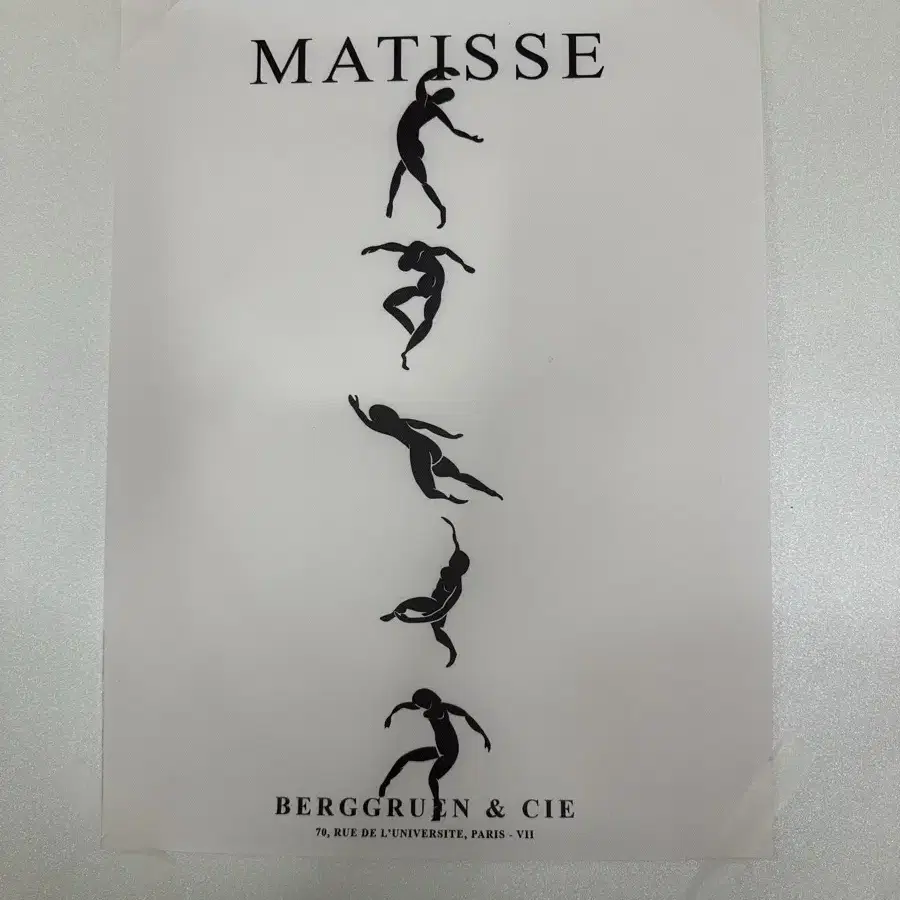 MATISSE
BERGGRUEN & CIE
70, RUE DE L'UNIVERSITE, PARIS - VII